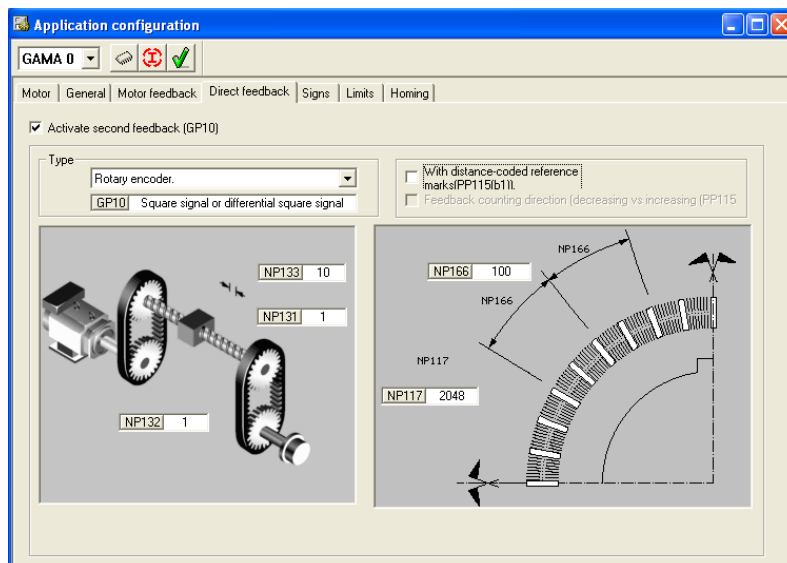 Application configuration
GAMA 0
Motor
General
Motor feedback
Direct feedback
Signs
Limits
Homing
Activate second feedback (GP10)
Type
Rotary encoder.
GP10 Square signal or differential square signal
With distance-coded reference
marks(PP115(b1)).
Feedback counting direction (decreasing vs increasing (PP115
NP133 10
NP131 1
NP132 1
NP166
NP166 100
NP166
NP117
NP117 2048